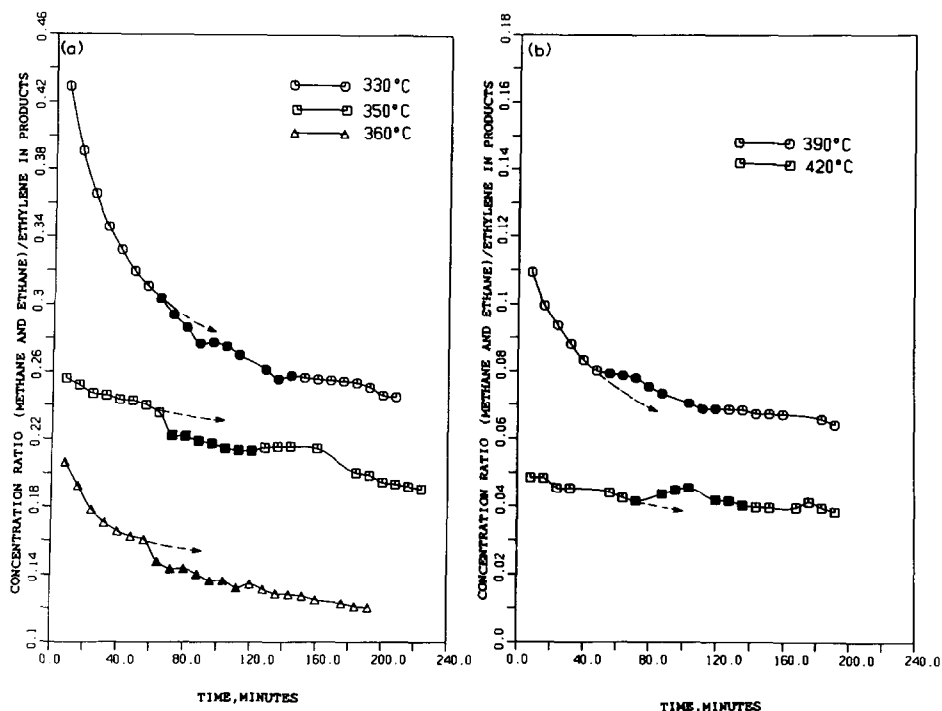 (a)
CONCENTRATION RATIO (METHANE AND ETHANE)/ETHYLENE IN PRODUCTS
0.46
0.42
0.38
0.34
0.3
0.26
0.22
0.18
0.14
0.1
330°C
350°C
360°C
0.0 40.0 80.0 120.0 160.0 200.0 240.0
TIME,MINUTES
(b)
CONCENTRATION RATIO (METHANE AND ETHANE)/ETHYLENE IN PRODUCTS
0.18
0.16
0.14
0.12
0.1
0.08
0.06
0.04
0.02
0.0
390°C
420°C
0.0 40.0 80.0 120.0 160.0 200.0 240.0
TIME,MINUTES